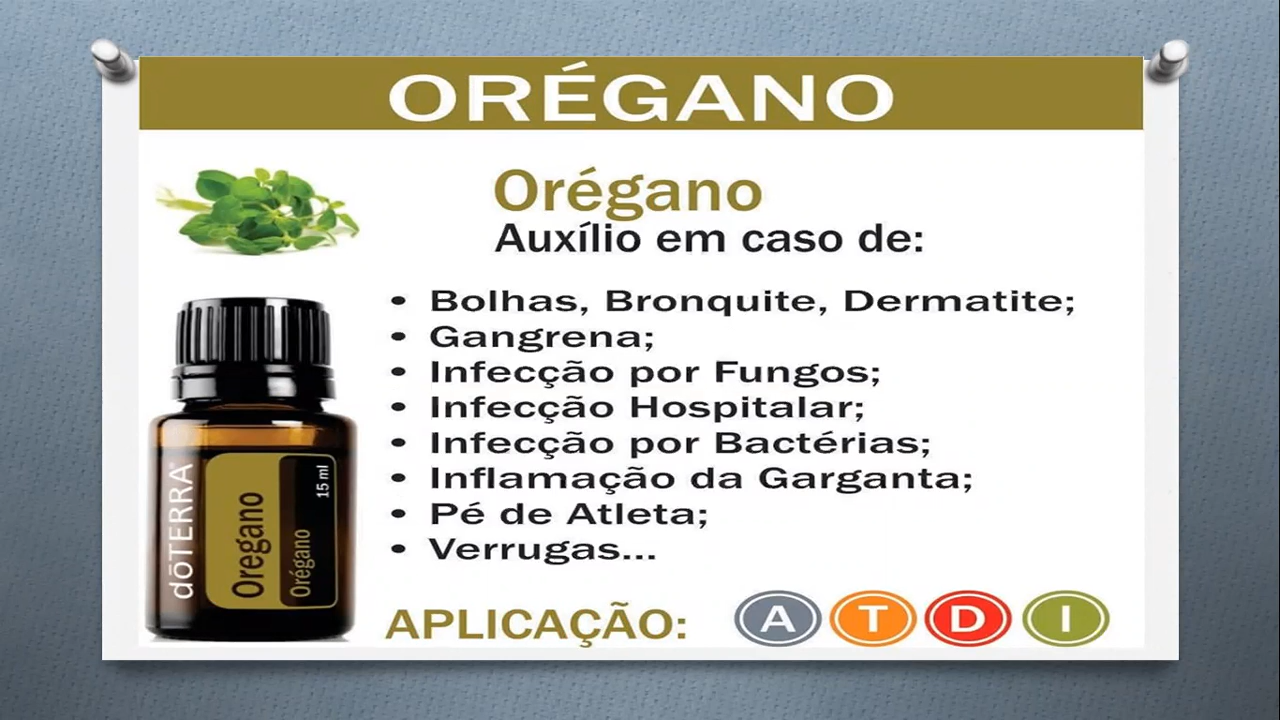 ORÉGANO
Orégano
Auxílio em caso de:
• Bolhas, Bronquite, Dermatite;
• Gangrena;
• Infecção por Fungos;
• Infecção Hospitalar;
• Infecção por Bactérias;
• Inflamação da Garganta;
• Pé de Atleta;
• Verrugas...
dōTERRA®
Oregano
Orégano
15 ml
APLICAÇÃO: A T D I